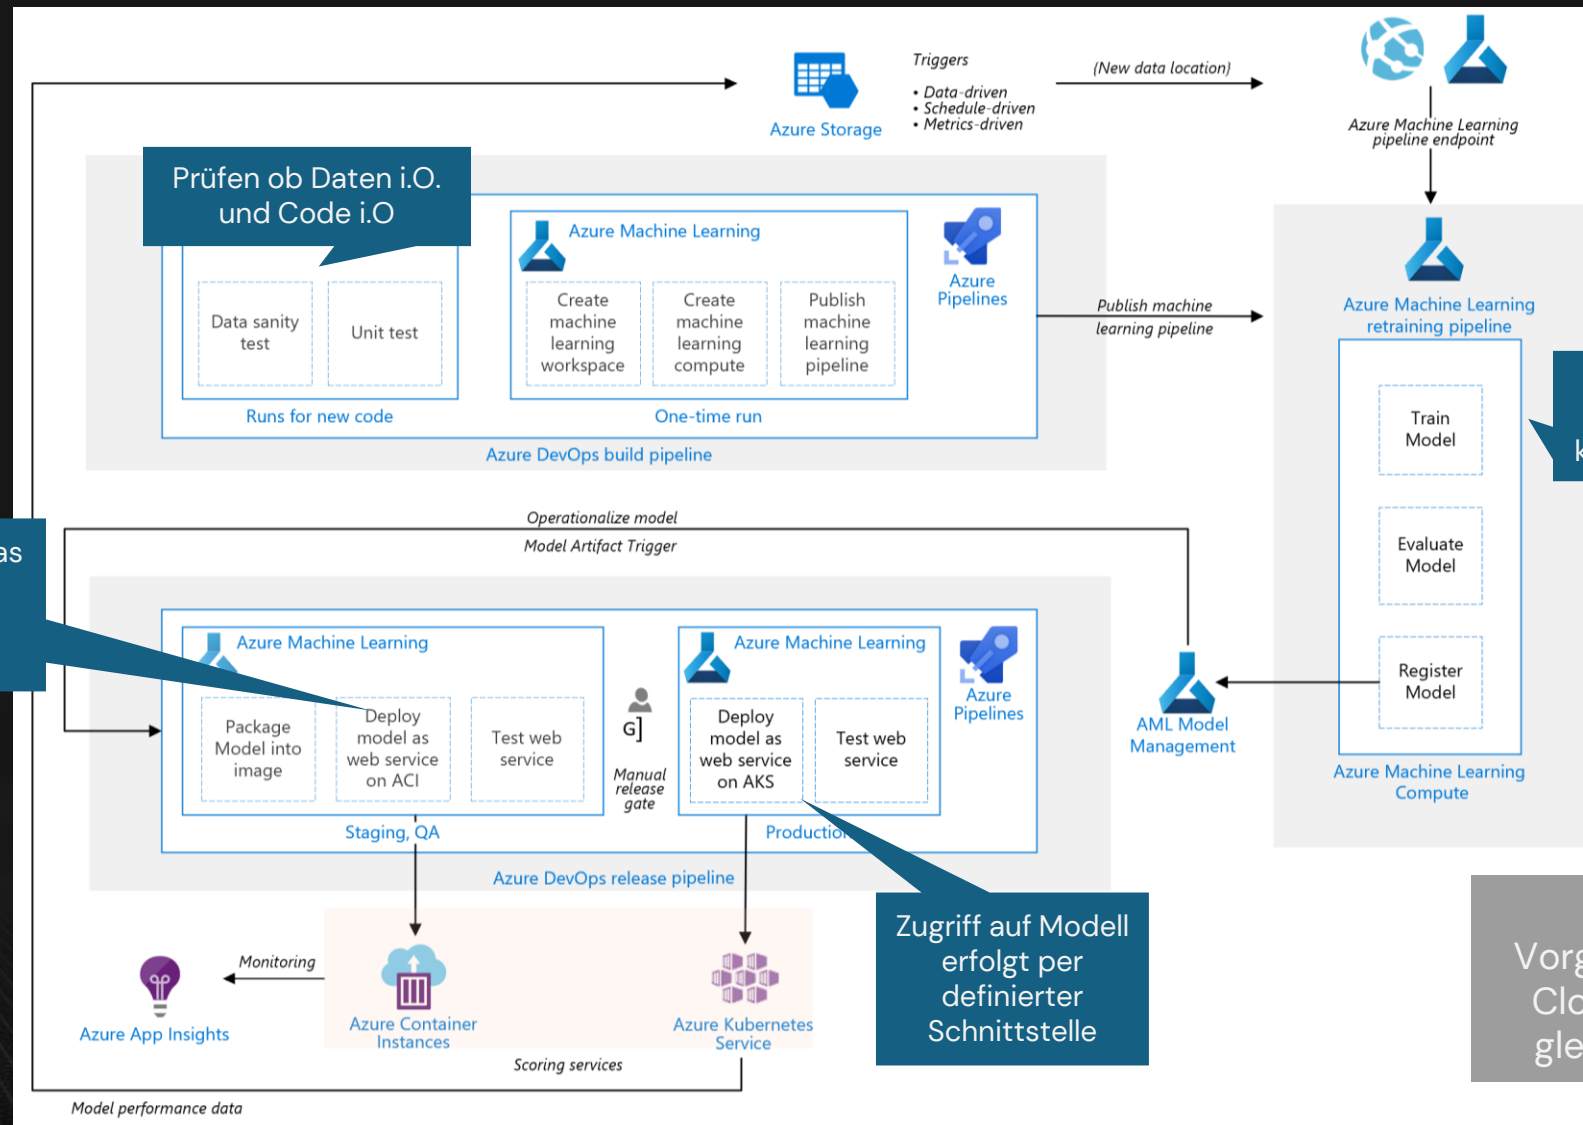 Triggers
• Data-driven
• Schedule-driven
• Metrics-driven
Azure Storage
(New data location)
Azure Machine Learning
pipeline endpoint
Prüfen ob Daten i.O.
und Code i.O
Data sanity
test
Unit test
Runs for new code
Azure Machine Learning
Create
machine
learning
workspace
Create
machine
learning
compute
Publish
machine
learning
pipeline
One-time run
Azure
Pipelines
Azure DevOps build pipeline
Publish machine
learning pipeline
Azure Machine Learning
retraining pipeline
Train
Model
Evaluate
Model
Register
Model
Azure Machine Learning
Compute
k
Operationalize model
Model Artifact Trigger
as
Azure Machine Learning
Package
Model into
image
Deploy
model as
web service
on ACI
Test web
service
Staging, QA
G]
Manual
release
gate
Azure Machine Learning
Deploy
model as
web service
on AKS
Test web
service
Production
Azure
Pipelines
Azure DevOps release pipeline
AML Model
Management
Zugriff auf Modell
erfolgt per
definierter
Schnittstelle
Monitoring
Azure App Insights
Azure Container
Instances
Azure Kubernetes
Service
Scoring services
Model performance data
Vorg
Clo
gle